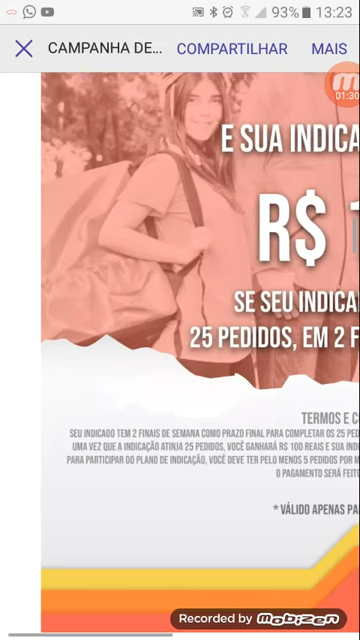 93% 13:23
CAMPANHA DE... COMPARTILHAR MAIS
01:30
E SUA INDICA
R$ 1
SE SEU INDICA
25 PEDIDOS, EM 2 F
TERMOS E C
SEU INDICADO TEM 2 FINAIS DE SEMANA COMO PRAZO FINAL PARA COMPLETAR OS 25 PED
UMA VEZ QUE A INDICAÇÃO ATINJA 25 PEDIDOS, VOCÊ GANHARÁ R$ 100 REAIS E SUA IND
PARA PARTICIPAR DO PLANO DE INDICAÇÃO, VOCÊ DEVE TER PELO MENOS 5 PEDIDOS POR M
O PAGAMENTO SERÁ FEIT
* VÁLIDO APENAS PA
Recorded by mobizen